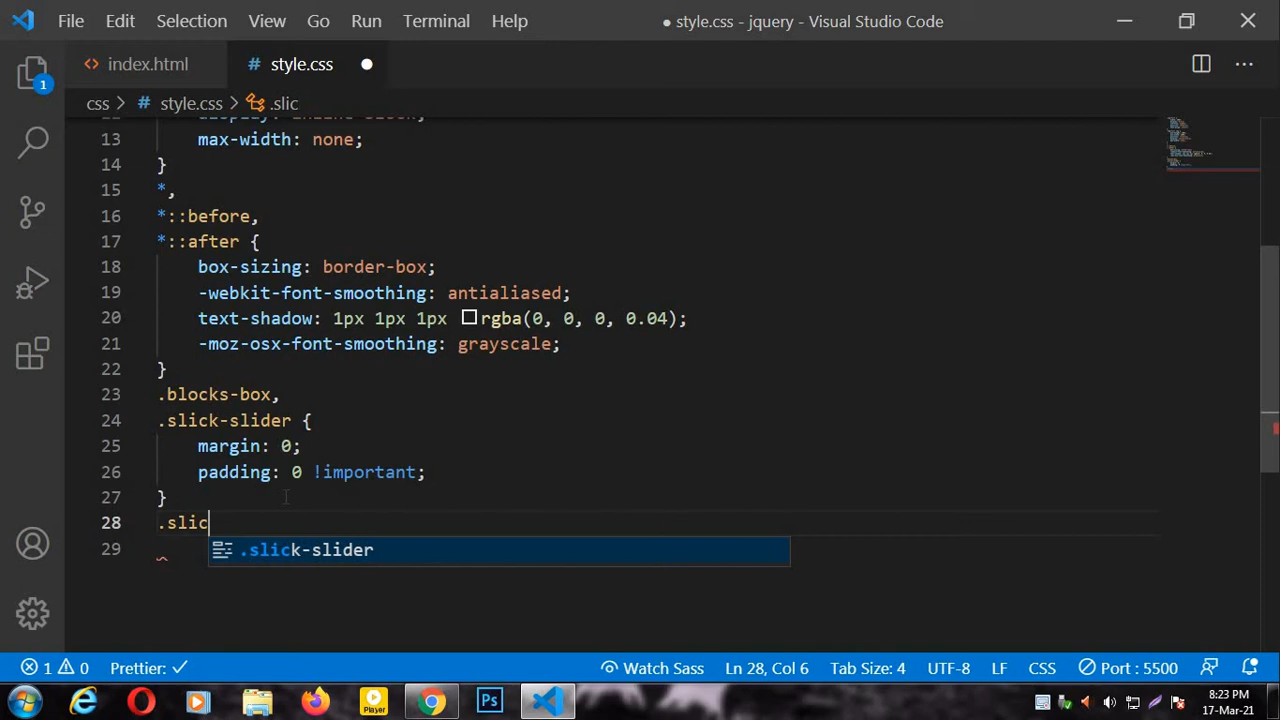 File Edit Selection View Go Run Terminal Help
● style.css - jquery - Visual Studio Code
index.html
# style.css ●
css > # style.css > .slic
1
13 max-width: none;
14 }
15 *,
16 *::before,
17 *::after {
18 box-sizing: border-box;
19 -webkit-font-smoothing: antialiased;
20 text-shadow: 1px 1px 1px rgba(0, 0, 0, 0.04);
21 -moz-osx-font-smoothing: grayscale;
22 }
23 .blocks-box,
24 .slick-slider {
25 margin: 0;
26 padding: 0 !important;
27 }
28 .slic
29
.slick-slider
1 0 Prettier: ✓ Watch Sass Ln 28, Col 6 Tab Size: 4 UTF-8 LF CSS Port : 5500
Player
Ps
8:23 PM
17-Mar-21